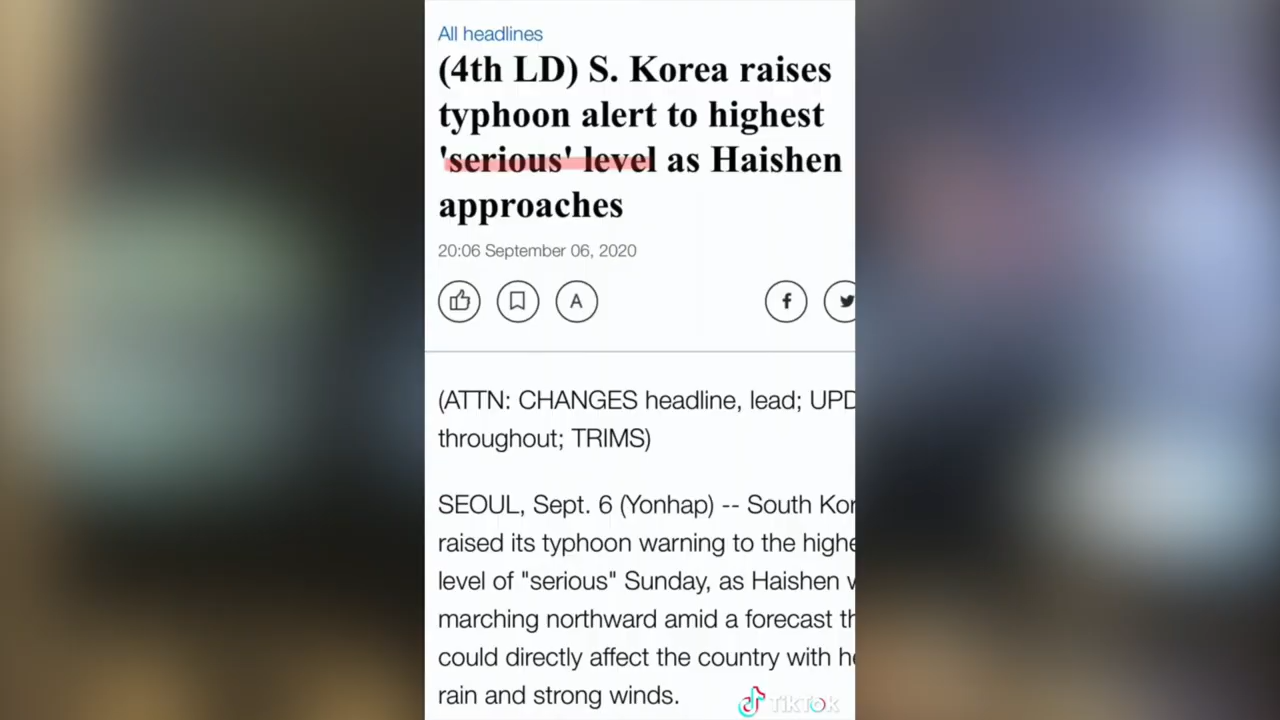 All headlines
(4th LD) S. Korea raises
typhoon alert to highest
'serious' level as Haishen
approaches
20:06 September 06, 2020
A
f
(ATTN: CHANGES headline, lead; UPD
throughout; TRIMS)
SEOUL, Sept. 6 (Yonhap) -- South Kor
raised its typhoon warning to the highe
level of "serious" Sunday, as Haishen w
marching northward amid a forecast th
could directly affect the country with he
rain and strong winds.
TikTok